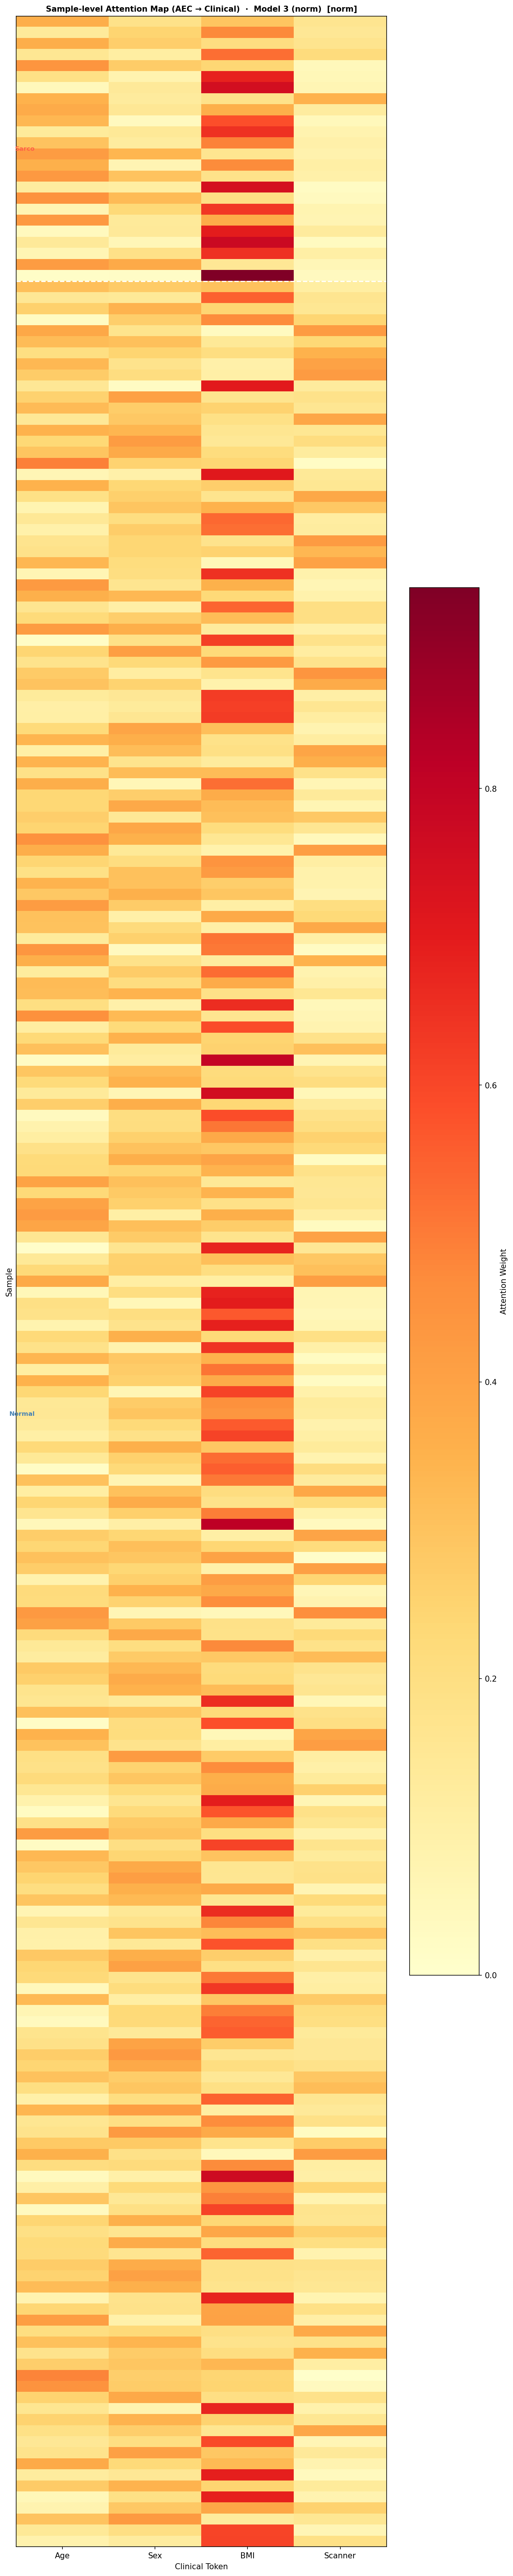 Sample-level Attention Map (AEC → Clinical)  ·  Model 3 (norm)  [norm]
Sarco
0.8
0.6
Attention Weight
Sample
0.4
Normal
0.2
0.0
Age
Sex
BMI
Scanner
Clinical Token